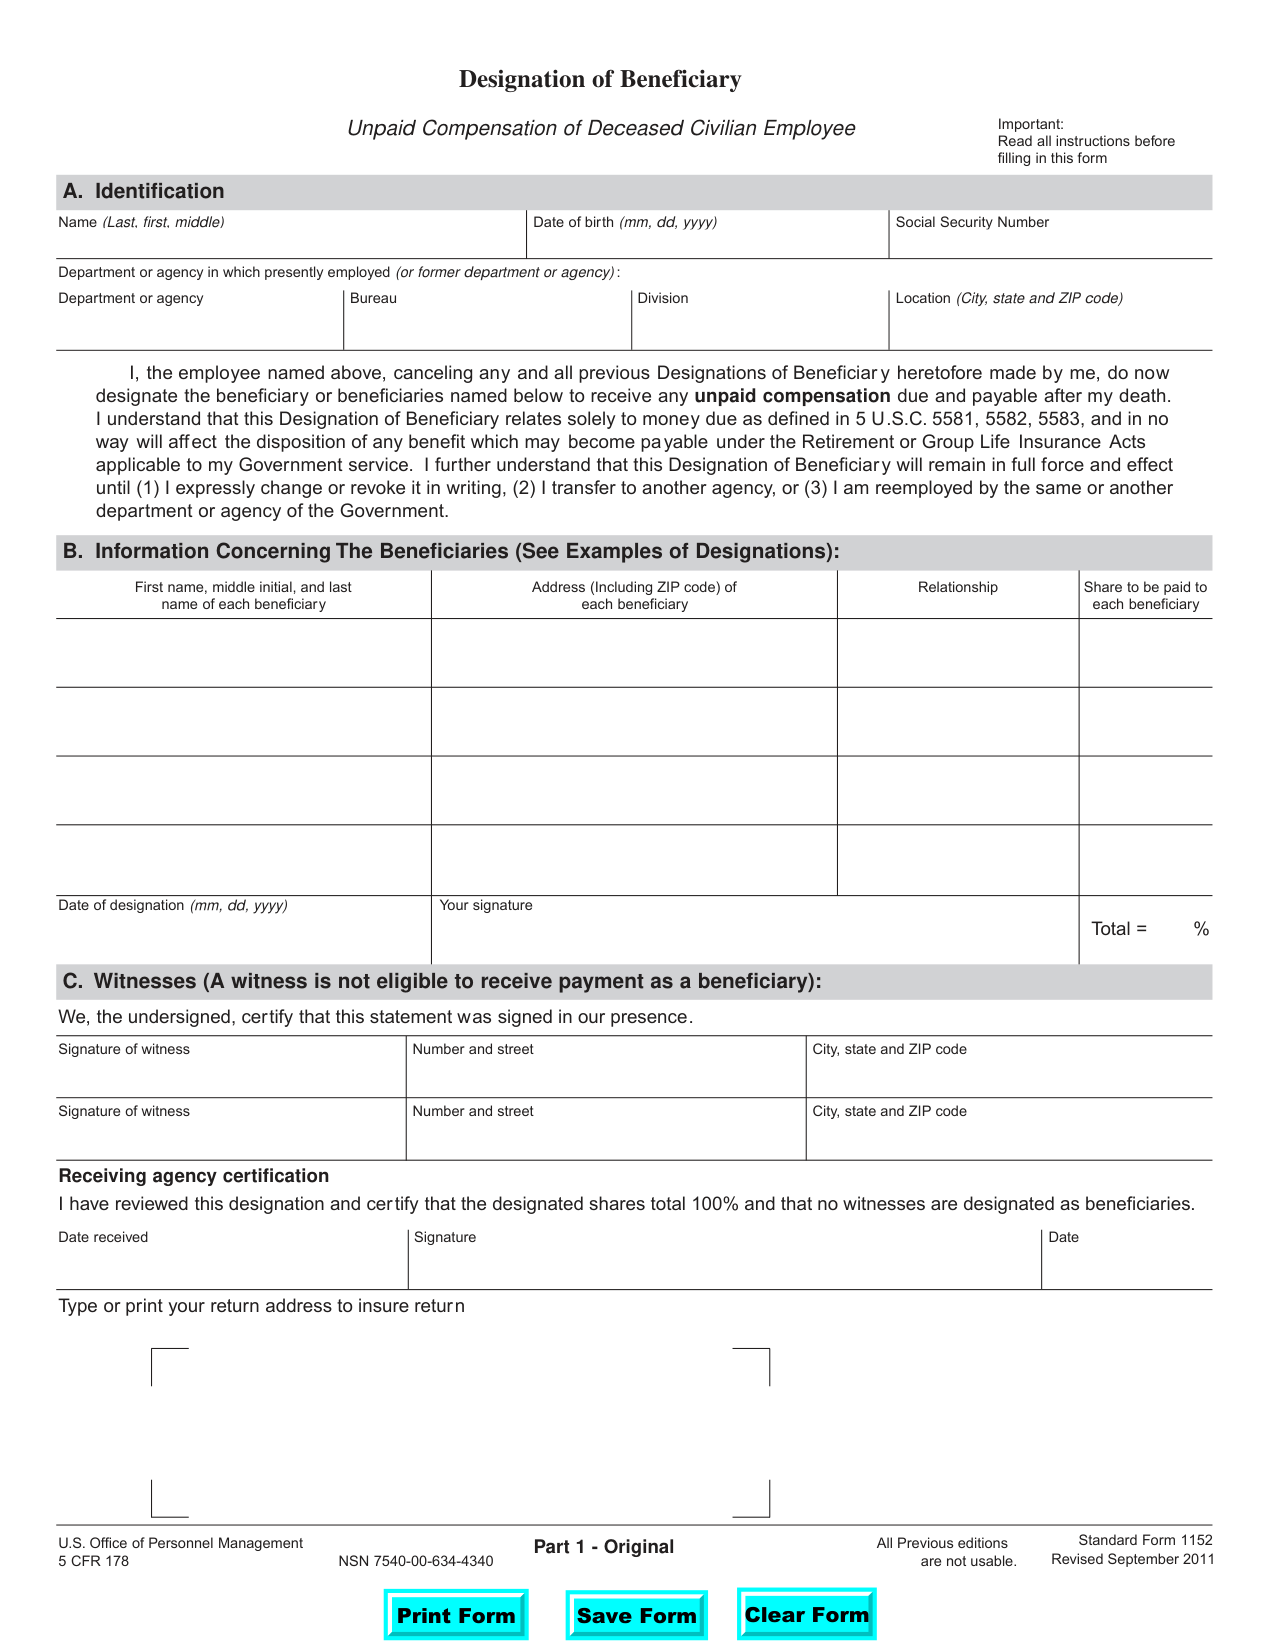 Designation of Beneficiary
Unpaid Compensation of Deceased Civilian Employee
Important:
Read all instructions before
filling in this form
A. Identification
Name (Last, first, middle)
Date of birth (mm, dd, yyyy)
Social Security Number
Department or agency in which presently employed (or former department or agency) :
Department or agency
Bureau
Division
Location (City, state and ZIP code)
I, the employee named above, canceling any and all previous Designations of Beneficiary heretofore made by me, do now
designate the beneficiary or beneficiaries named below to receive any unpaid compensation due and payable after my death.
I understand that this Designation of Beneficiary relates solely to money due as defined in 5 U.S.C. 5581, 5582, 5583, and in no
way will affect the disposition of any benefit which may become payable under the Retirement or Group Life Insurance Acts
applicable to my Government service. I further understand that this Designation of Beneficiary will remain in full force and effect
until (1) I expressly change or revoke it in writing, (2) I transfer to another agency, or (3) I am reemployed by the same or another
department or agency of the Government.
B. Information Concerning The Beneficiaries (See Examples of Designations):
First name, middle initial, and last
name of each beneficiary
Address (Including ZIP code) of
each beneficiary
Relationship
Share to be paid to
each beneficiary
Date of designation (mm, dd, yyyy)
Your signature
Total = %
C. Witnesses (A witness is not eligible to receive payment as a beneficiary):
We, the undersigned, certify that this statement was signed in our presence.
Signature of witness
Number and street
City, state and ZIP code
Signature of witness
Number and street
City, state and ZIP code
Receiving agency certification
I have reviewed this designation and certify that the designated shares total 100% and that no witnesses are designated as beneficiaries.
Date received
Signature
Date
Type or print your return address to insure return
U.S. Office of Personnel Management
5 CFR 178
NSN 7540-00-634-4340
Part 1 - Original
All Previous editions
are not usable.
Standard Form 1152
Revised September 2011
Print Form
Save Form
Clear Form